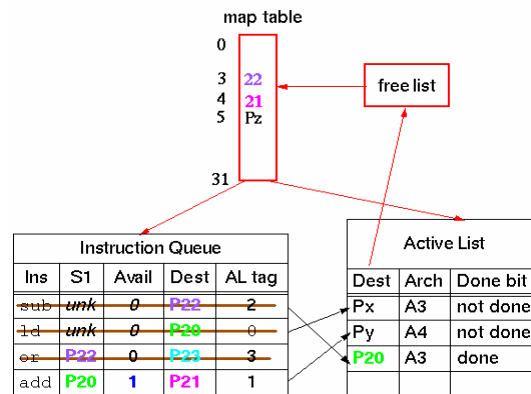 map table
0
3 22
free list
4 21
5 Pz
31
Instruction Queue
Active List
Ins S1 Avail Dest AL tag
Dest Arch Done bit
sub unk 0 P22 2
Px A3 not done
ld unk 0 P20 0
Py A4 not done
or P22 0 P23 3
P20 A3 done
add P20 1 P21 1